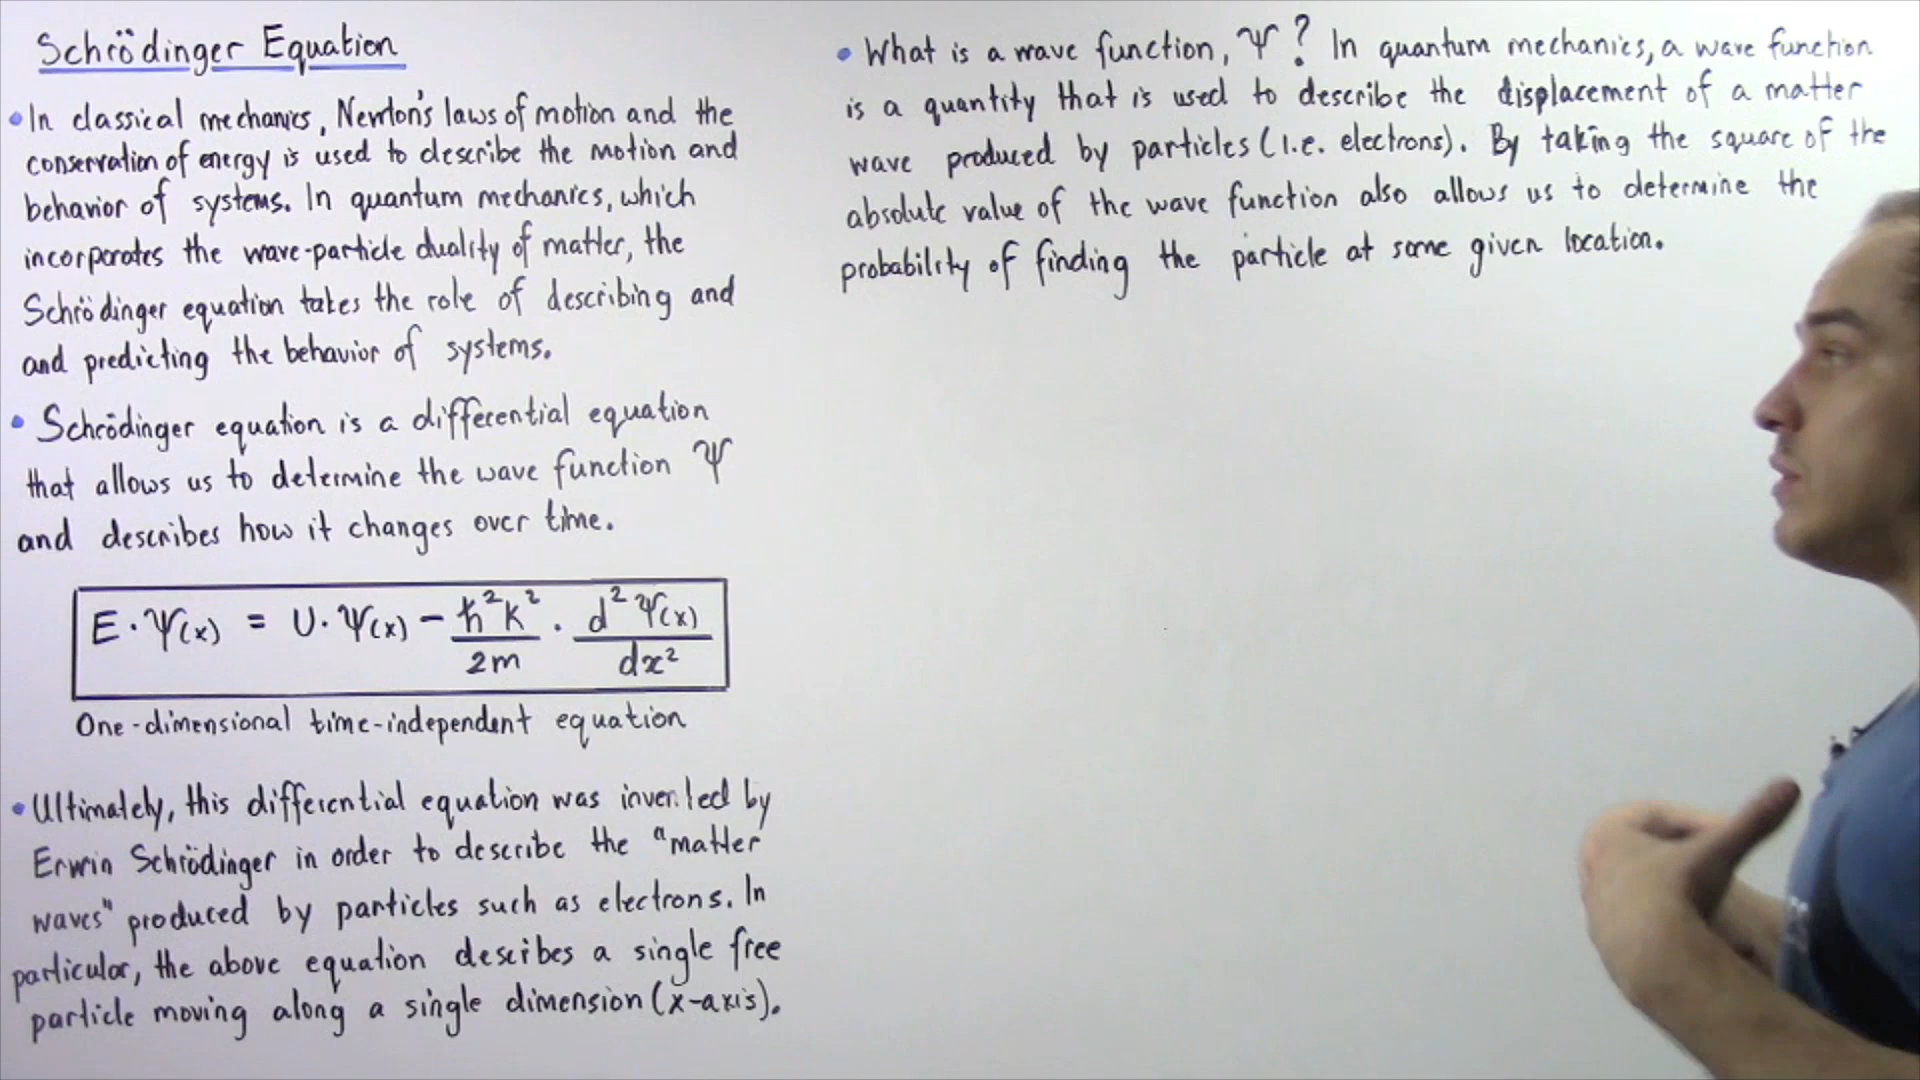 Schrödinger Equation
• In classical mechanics, Newton's laws of motion and the
conservation of energy is used to describe the motion and
behavior of systems. In quantum mechanics, which
incorporates the wave-particle duality of matter, the
Schrödinger equation takes the role of describing and
and predicting the behavior of systems.
• Schrödinger equation is a differential equation
that allows us to determine the wave function Ψ
and describes how it changes over time.
E · Ψ(x) = U · Ψ(x) − ħ²k²/2m · d²Ψ(x)/dx²
One-dimensional time-independent equation
• Ultimately, this differential equation was invented by
Erwin Schrödinger in order to describe the "matter
waves" produced by particles such as electrons. In
particular, the above equation describes a single free
particle moving along a single dimension (x-axis).
• What is a wave function, Ψ? In quantum mechanics, a wave function
is a quantity that is used to describe the displacement of a matter
wave produced by particles (i.e. electrons). By taking the square of the
absolute value of the wave function also allows us to determine the
probability of finding the particle at some given location.